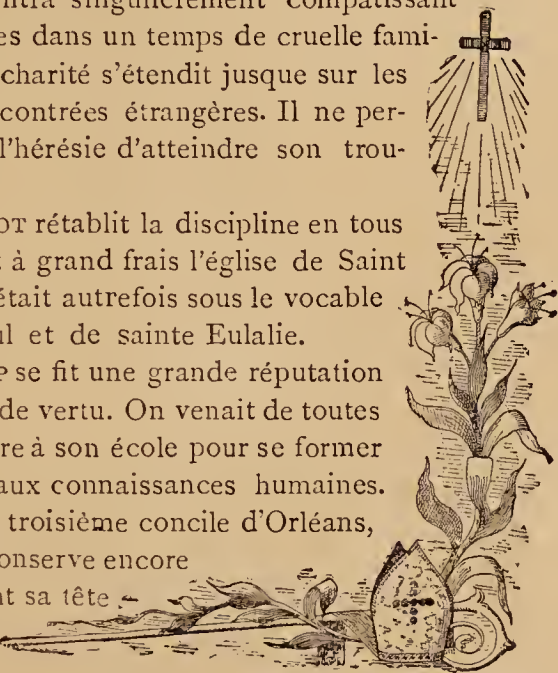 singulièrement compatissant
es dans un temps de cruelle fami-
charité s'étendit jusque sur les
contrées étrangères. Il ne per-
l'hérésie d'atteindre son trou-
OT rétablit la discipline en tous
à grand frais l'église de Saint
était autrefois sous le vocable
ul et de sainte Eulalie.
P se fit une grande réputation
de vertu. On venait de toutes
re à son école pour se former
aux connaissances humaines.
troisième concile d'Orléans,
onserve encore
nt sa tête